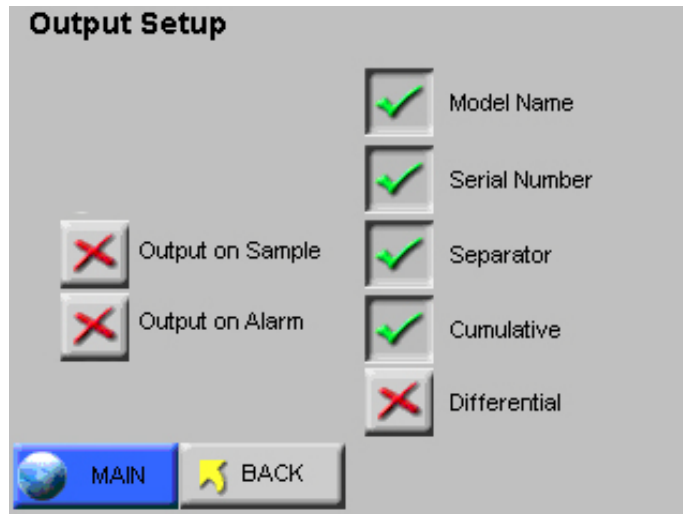 Output Setup
Model Name
Serial Number
Output on Sample
Separator
Output on Alarm
Cumulative
Differential
MAIN
BACK